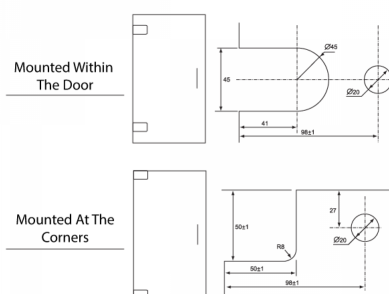 Mounted Within
The Door
Ø45
45
Ø20
41
98±1
Mounted At The
Corners
50±1
27
R8
Ø20
50±1
98±1